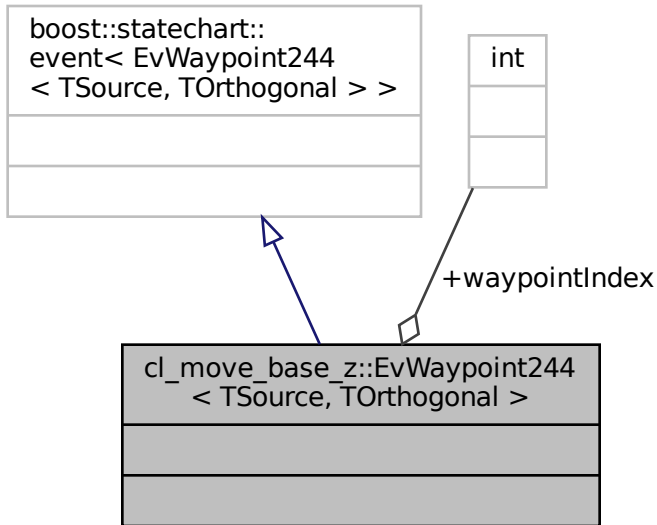 boost::statechart::
event< EvWaypoint244
< TSource, TOrthogonal > >
int
+waypointIndex
cl_move_base_z::EvWaypoint244
< TSource, TOrthogonal >